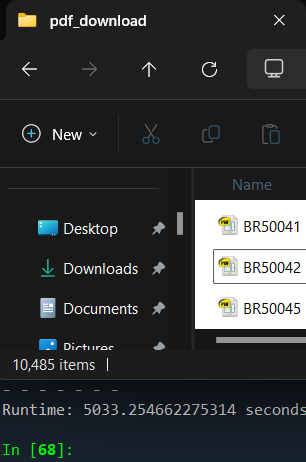 pdf_download
New
Name
BR50041
Desktop
BR50042
Downloads
Documents
BR50045
Pictures
10,485 items
- - - - - - -
Runtime: 5033.254662275314 seconds
In [68]: